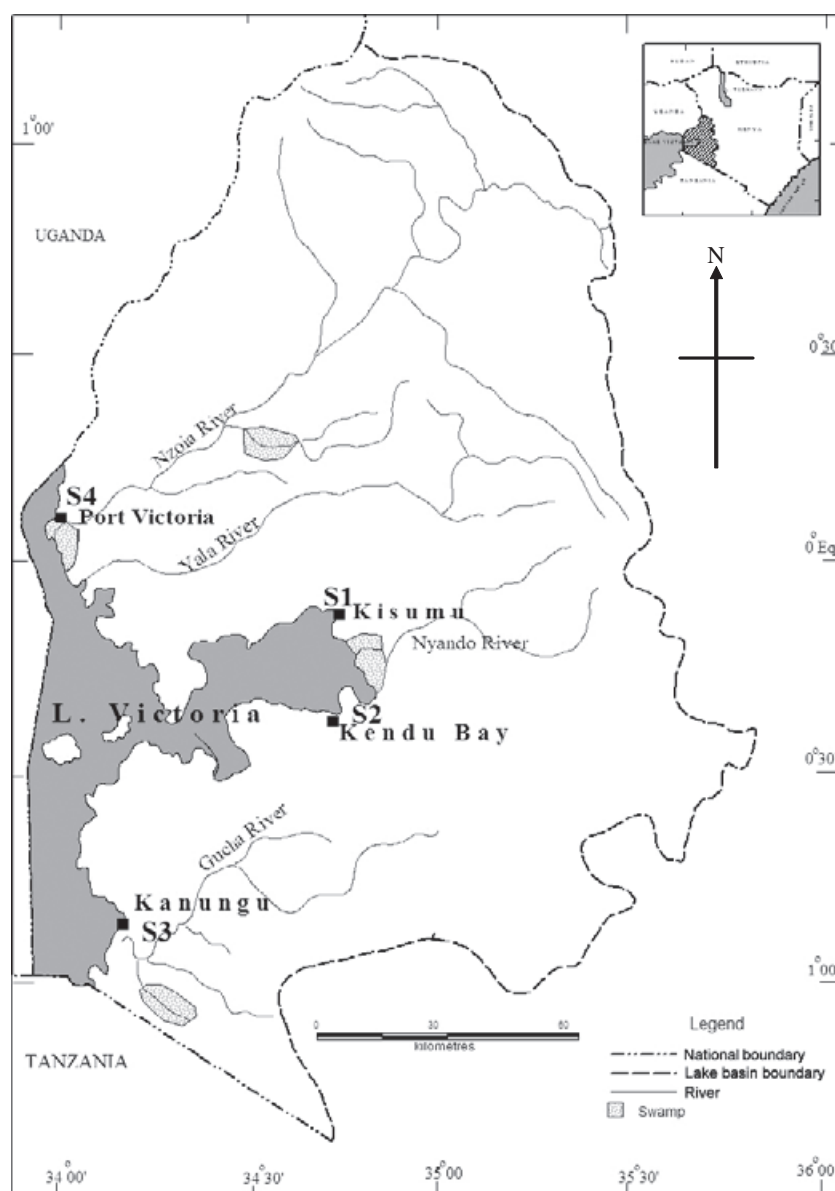 SUDAN
ETHIOPIA
UGANDA
KENYA
TANZANIA
1°00'
UGANDA
N
0°30
Nzoia River
S4
Port Victoria
Yala River
0°Eq
S1
Kisumu
Nyando River
L. Victoria
S2
Kendu Bay
0°30
Gucha River
Kanungu
S3
1°00
TANZANIA
0 30 60
kilometres
Legend
National boundary
Lake basin boundary
River
Swamp
34°00'
34°30'
35°00
35°30'
36°00